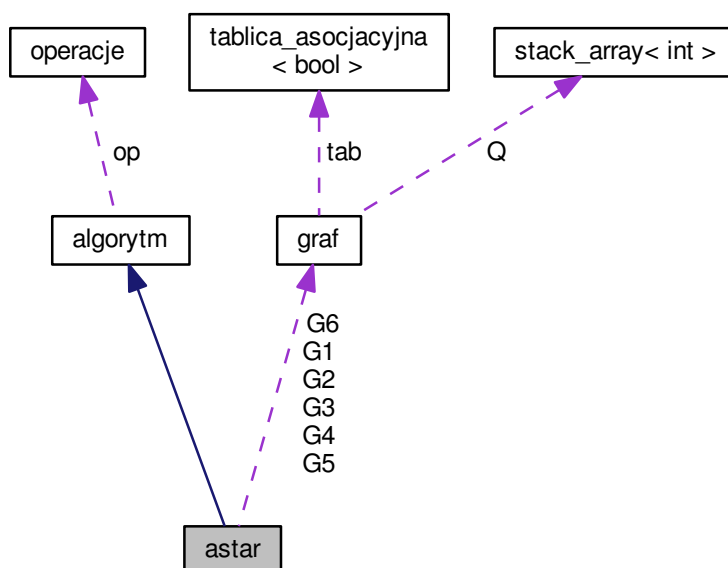 operacje
tablica_asocjacyjna
< bool >
stack_array< int >
op
tab
Q
algorytm
graf
G6
G1
G2
G3
G4
G5
astar